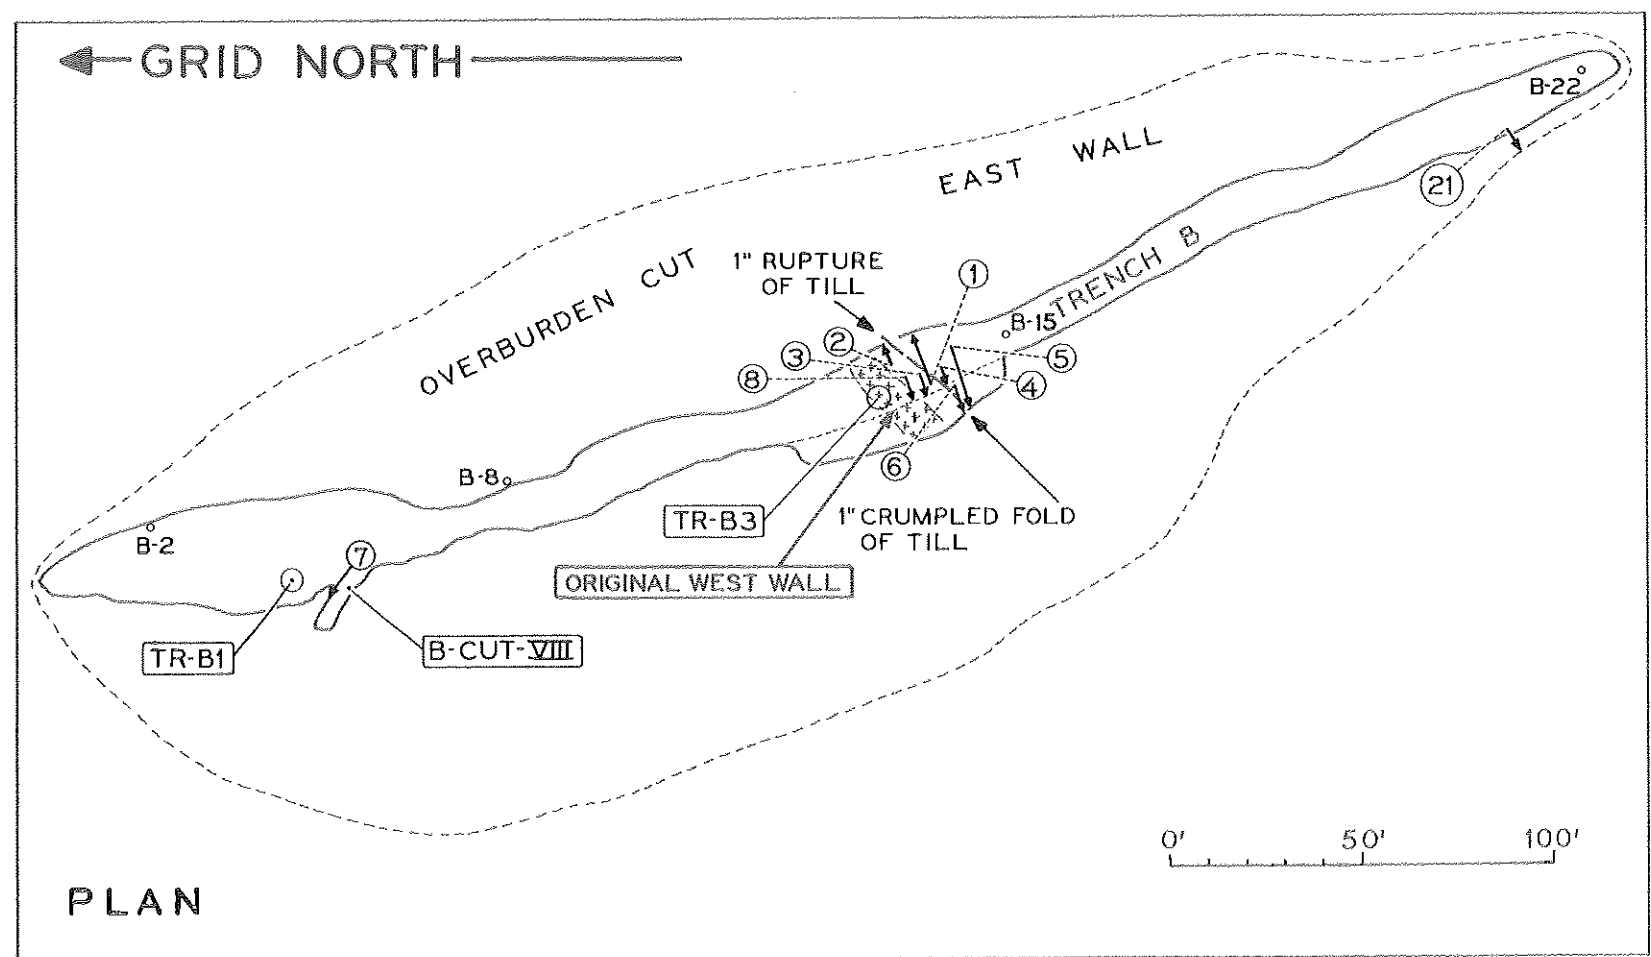 GRID NORTH
B-22
EAST WALL
21
OVERBURDEN CUT
1" RUPTURE
OF TILL
1
TRENCH B
B-15
2
3
5
8
4
6
B-8
TR-B3
1" CRUMPLED FOLD
OF TILL
B-2
7
ORIGINAL WEST WALL
TR-B1
B-CUT-VIII
0' 50' 100'
PLAN